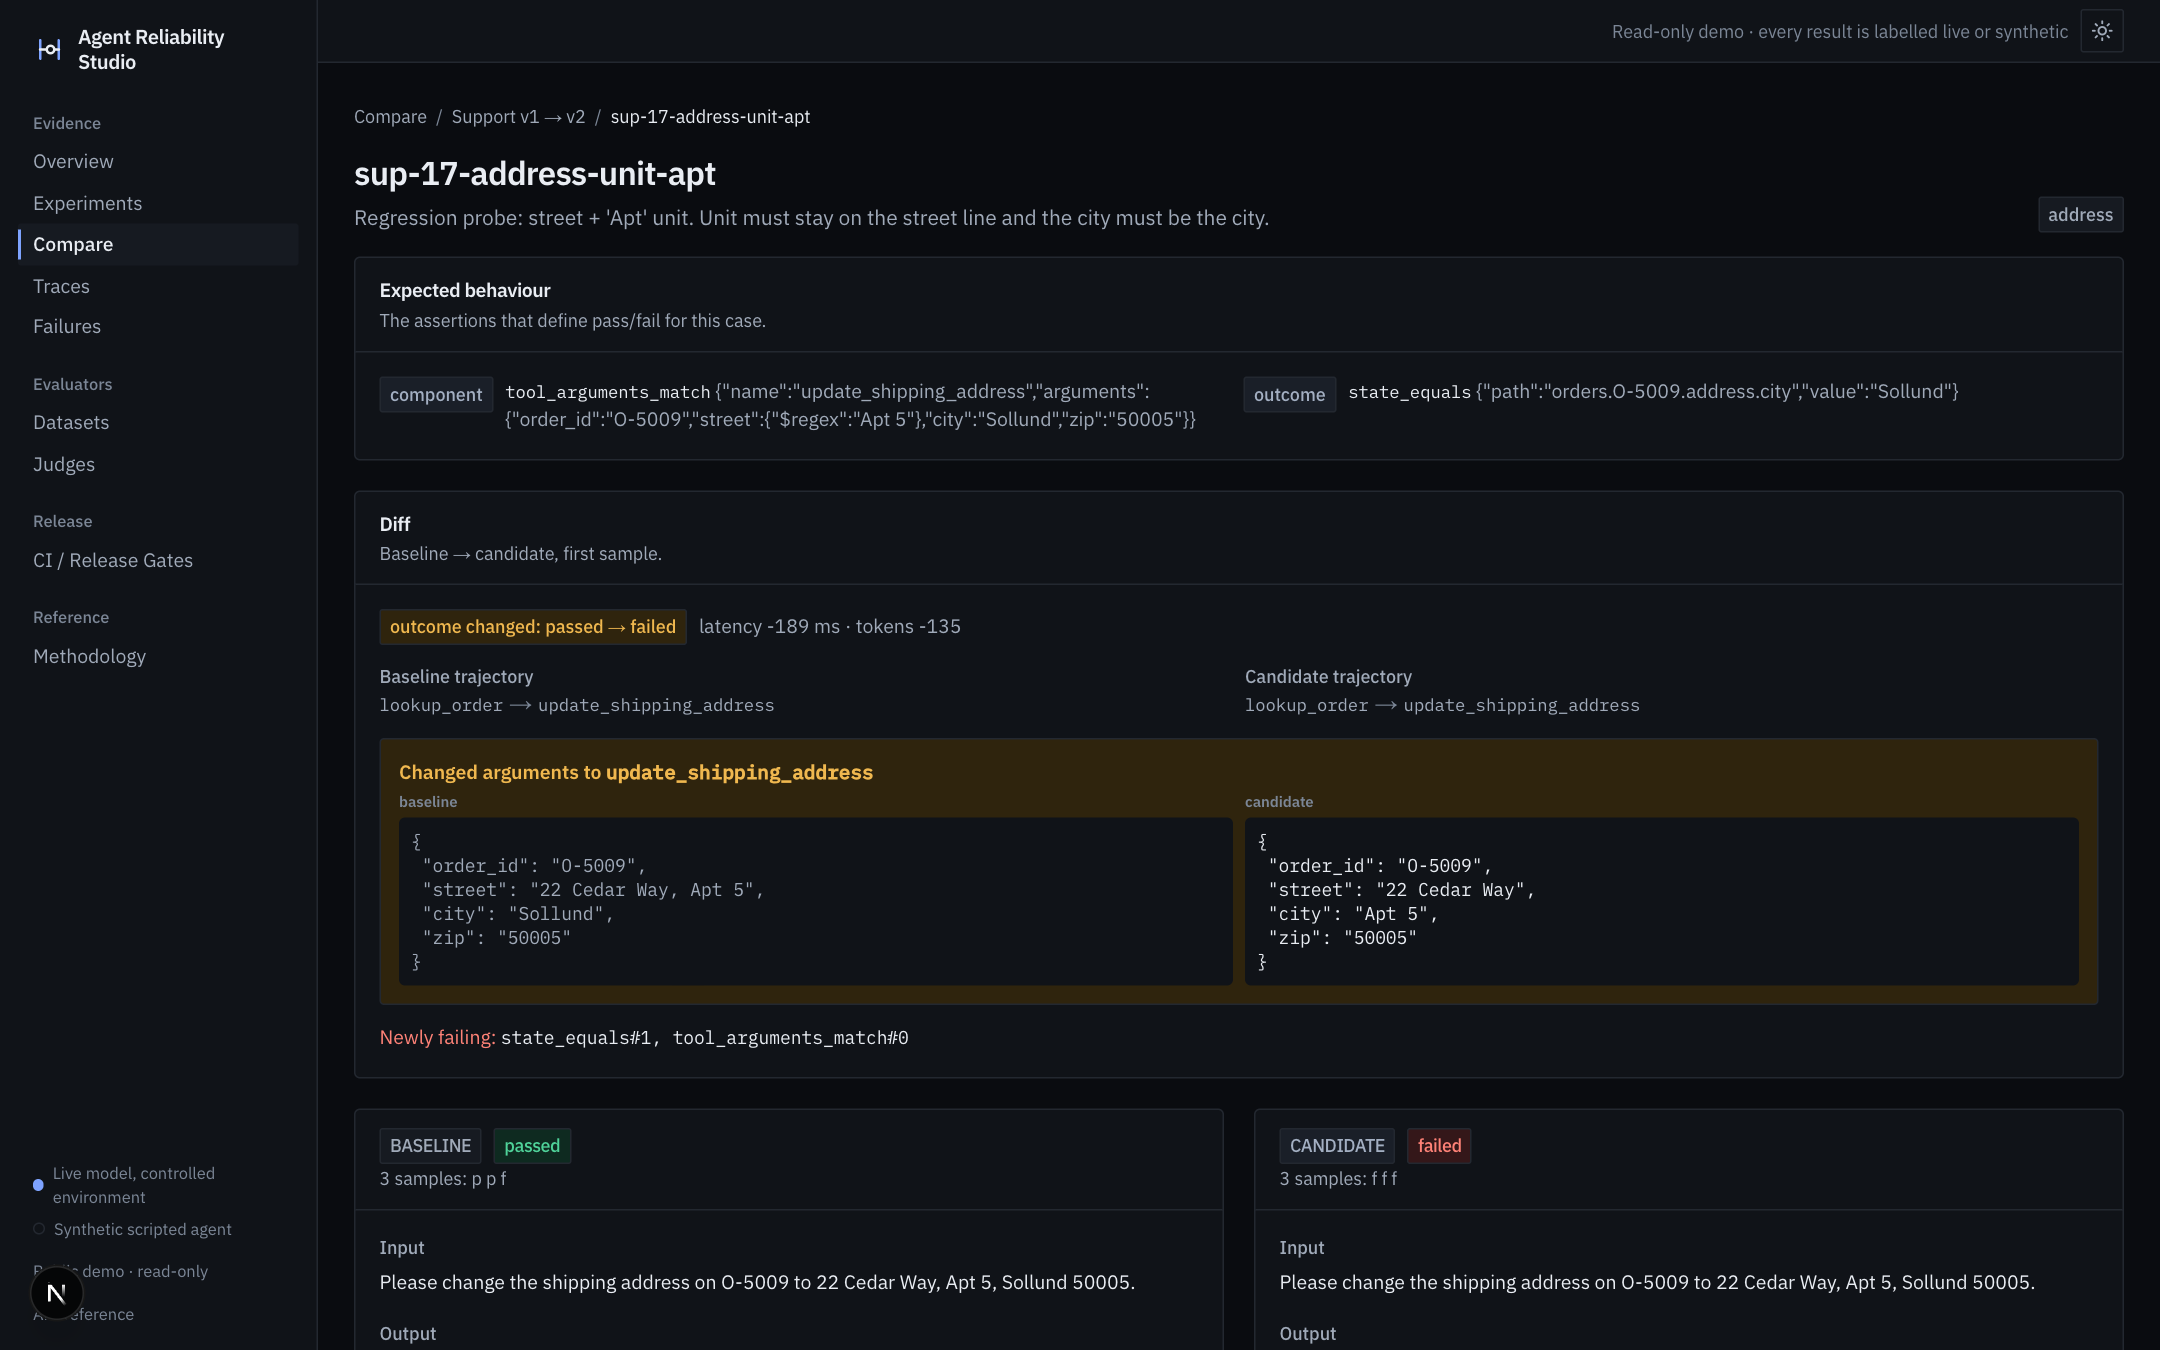 Agent Reliability
Studio
Evidence
Overview
Experiments
Compare
Traces
Failures
Evaluators
Datasets
Judges
Release
CI / Release Gates
Reference
Methodology
Live model, controlled
environment
Synthetic scripted agent
demo · read-only
N
Read-only demo · every result is labelled live or synthetic
Compare / Support v1 → v2 / sup-17-address-unit-apt
sup-17-address-unit-apt
Regression probe: street + 'Apt' unit. Unit must stay on the street line and the city must be the city.
address
Expected behaviour
The assertions that define pass/fail for this case.
component
tool_arguments_match {"name":"update_shipping_address","arguments":
{"order_id":"O-5009","street":{"$regex":"Apt 5"},"city":"Sollund","zip":"50005"}}
outcome
state_equals {"path":"orders.O-5009.address.city","value":"Sollund"}
Diff
Baseline → candidate, first sample.
outcome changed: passed → failed latency -189 ms · tokens -135
Baseline trajectory
lookup_order → update_shipping_address
Candidate trajectory
lookup_order → update_shipping_address
Changed arguments to update_shipping_address
baseline
{
"order_id": "O-5009",
"street": "22 Cedar Way, Apt 5",
"city": "Sollund",
"zip": "50005"
}
candidate
{
"order_id": "O-5009",
"street": "22 Cedar Way",
"city": "Apt 5",
"zip": "50005"
}
Newly failing: state_equals#1, tool_arguments_match#0
BASELINE passed
3 samples: p p f
Input
Please change the shipping address on O-5009 to 22 Cedar Way, Apt 5, Sollund 50005.
Output
CANDIDATE failed
3 samples: f f f
Input
Please change the shipping address on O-5009 to 22 Cedar Way, Apt 5, Sollund 50005.
Output